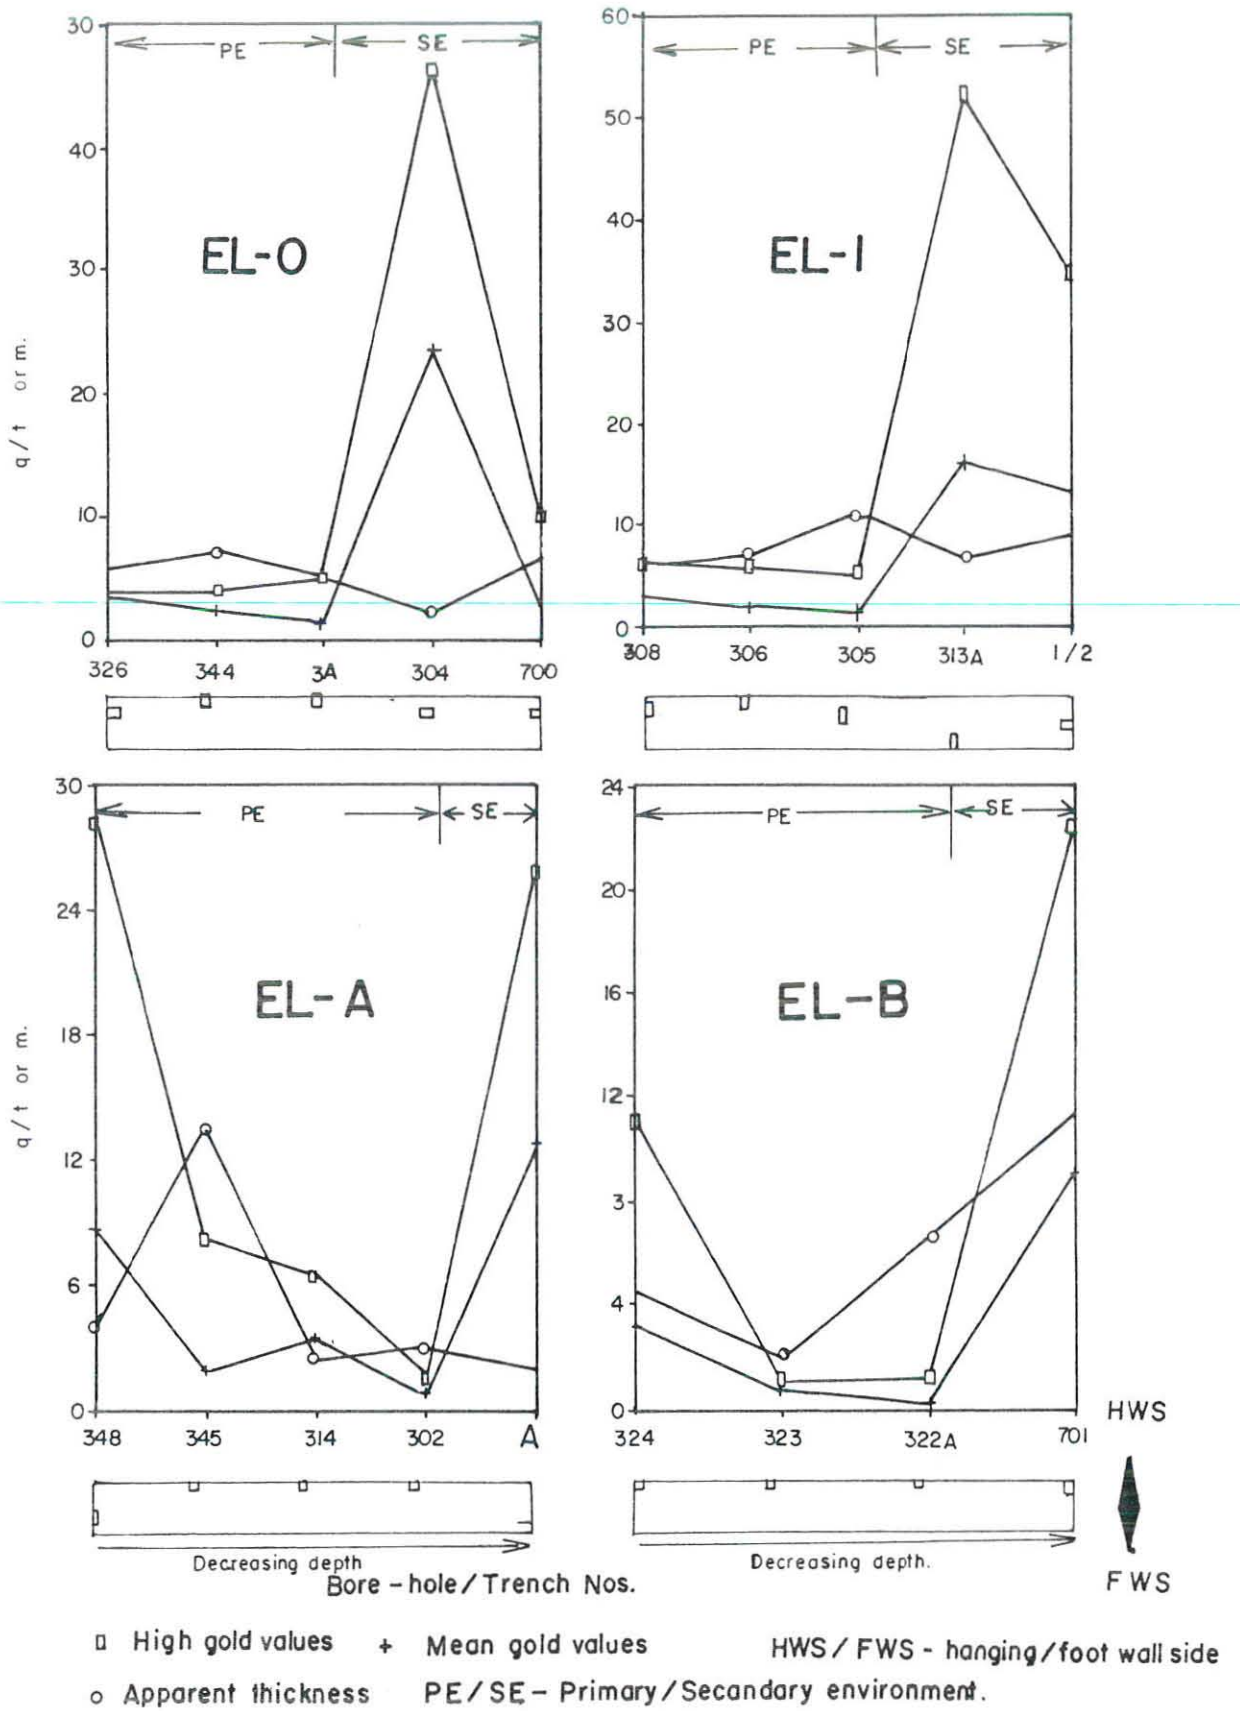 30
PE
SE
40
EL-O
30
q/t or m.
20
10
0
326 344 3A 304 700
60
PE
SE
50
EL-I
40
30
20
10
0
308 306 305 313A 1/2
30
PE
SE
24
EL-A
18
q/t or m.
12
6
0
348 345 314 302 A
24
PE
SE
20
EL-B
16
12
3
4
0
324 323 322A 701
HWS
FWS
Decreasing depth
Decreasing depth.
Bore-hole/Trench Nos.
High gold values + Mean gold values HWS/FWS - hanging/foot wall side
Apparent thickness PE/SE - Primary/Secandary environment.